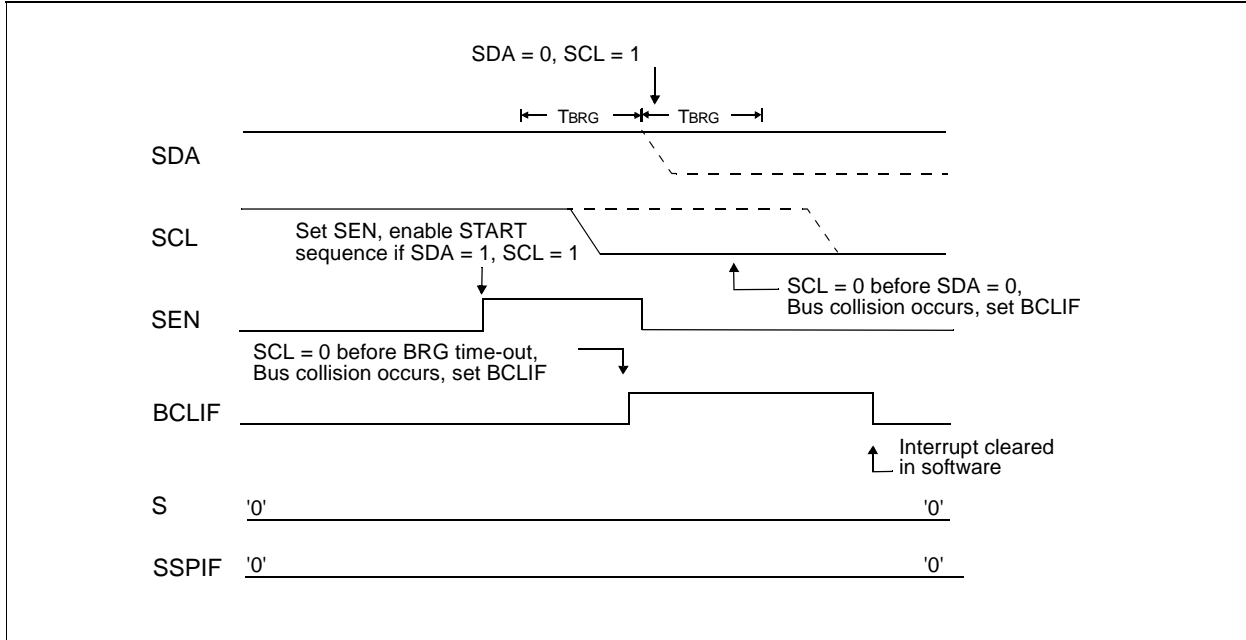 SDA = 0, SCL = 1
TBRG TBRG
SDA
SCL
Set SEN, enable START
sequence if SDA = 1, SCL = 1
SCL = 0 before SDA = 0,
Bus collision occurs, set BCLIF
SEN
SCL = 0 before BRG time-out,
Bus collision occurs, set BCLIF
BCLIF
Interrupt cleared
in software
S '0' '0'
SSPIF '0' '0'